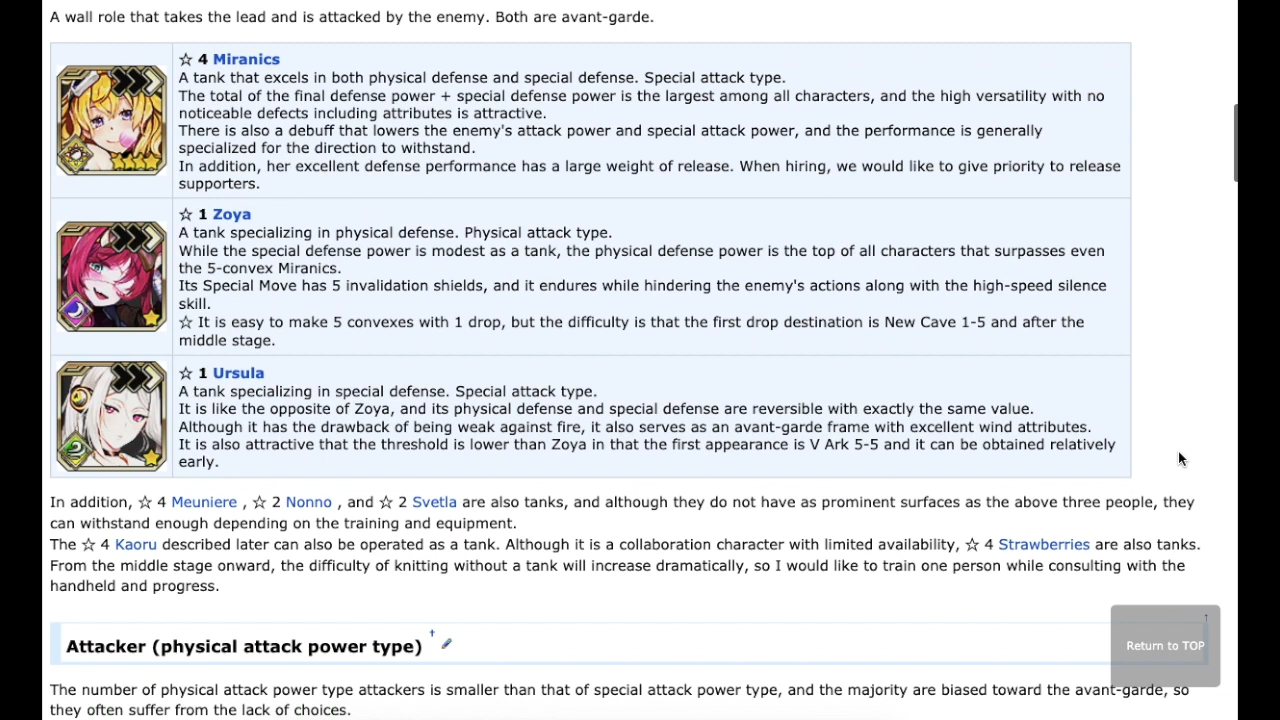 A wall role that takes the lead and is attacked by the enemy. Both are avant-garde.
☆ 4 Miranics
A tank that excels in both physical defense and special defense. Special attack type.
The total of the final defense power + special defense power is the largest among all characters, and the high versatility with no
noticeable defects including attributes is attractive.
There is also a debuff that lowers the enemy's attack power and special attack power, and the performance is generally
specialized for the direction to withstand.
In addition, her excellent defense performance has a large weight of release. When hiring, we would like to give priority to release
supporters.
☆ 1 Zoya
A tank specializing in physical defense. Physical attack type.
While the special defense power is modest as a tank, the physical defense power is the top of all characters that surpasses even
the 5-convex Miranics.
Its Special Move has 5 invalidation shields, and it endures while hindering the enemy's actions along with the high-speed silence
skill.
☆ It is easy to make 5 convexes with 1 drop, but the difficulty is that the first drop destination is New Cave 1-5 and after the
middle stage.
☆ 1 Ursula
A tank specializing in special defense. Special attack type.
It is like the opposite of Zoya, and its physical defense and special defense are reversible with exactly the same value.
Although it has the drawback of being weak against fire, it also serves as an avant-garde frame with excellent wind attributes.
It is also attractive that the threshold is lower than Zoya in that the first appearance is V Ark 5-5 and it can be obtained relatively
early.
In addition, ☆ 4 Meuniere , ☆ 2 Nonno , and ☆ 2 Svetla are also tanks, and although they do not have as prominent surfaces as the above three people, they
can withstand enough depending on the training and equipment.
The ☆ 4 Kaoru described later can also be operated as a tank. Although it is a collaboration character with limited availability, ☆ 4 Strawberries are also tanks.
From the middle stage onward, the difficulty of knitting without a tank will increase dramatically, so I would like to train one person while consulting with the
handheld and progress.
↑
Attacker (physical attack power type) †
Return to TOP
The number of physical attack power type attackers is smaller than that of special attack power type, and the majority are biased toward the avant-garde, so
they often suffer from the lack of choices.